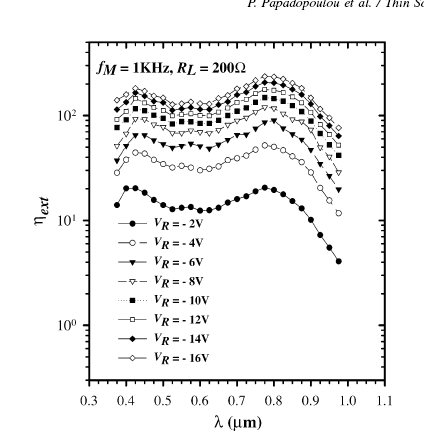 P. Papadopoulou et al. / Thin So
f_M = 1KHz, R_L = 200Ω
10²
10¹
10⁰
η_ext
V_R = - 2V
V_R = - 4V
V_R = - 6V
V_R = - 8V
V_R = - 10V
V_R = - 12V
V_R = - 14V
V_R = - 16V
0.3 0.4 0.5 0.6 0.7 0.8 0.9 1.0 1.1
λ (μm)